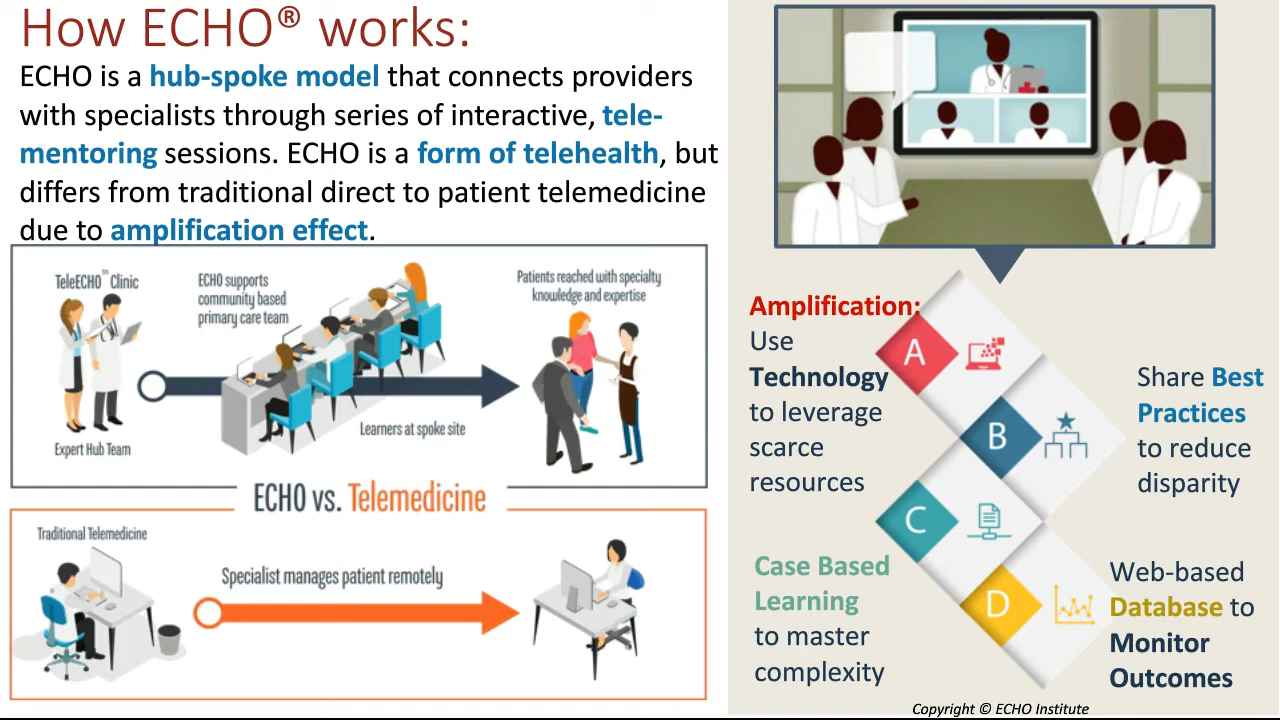 How ECHO® works:
ECHO is a hub-spoke model that connects providers
with specialists through series of interactive, tele-
mentoring sessions. ECHO is a form of telehealth, but
differs from traditional direct to patient telemedicine
due to amplification effect.
TeleECHO™ Clinic
Expert Hub Team
ECHO supports
community based
primary care team
Learners at spoke site
Patients reached with specialty
knowledge and expertise
ECHO vs. Telemedicine
Traditional Telemedicine
Specialist manages patient remotely
Amplification:
Use
Technology
to leverage
scarce
resources
A
B
Share Best
Practices
to reduce
disparity
C
Case Based
Learning
to master
complexity
D
Web-based
Database to
Monitor
Outcomes
Copyright © ECHO Institute